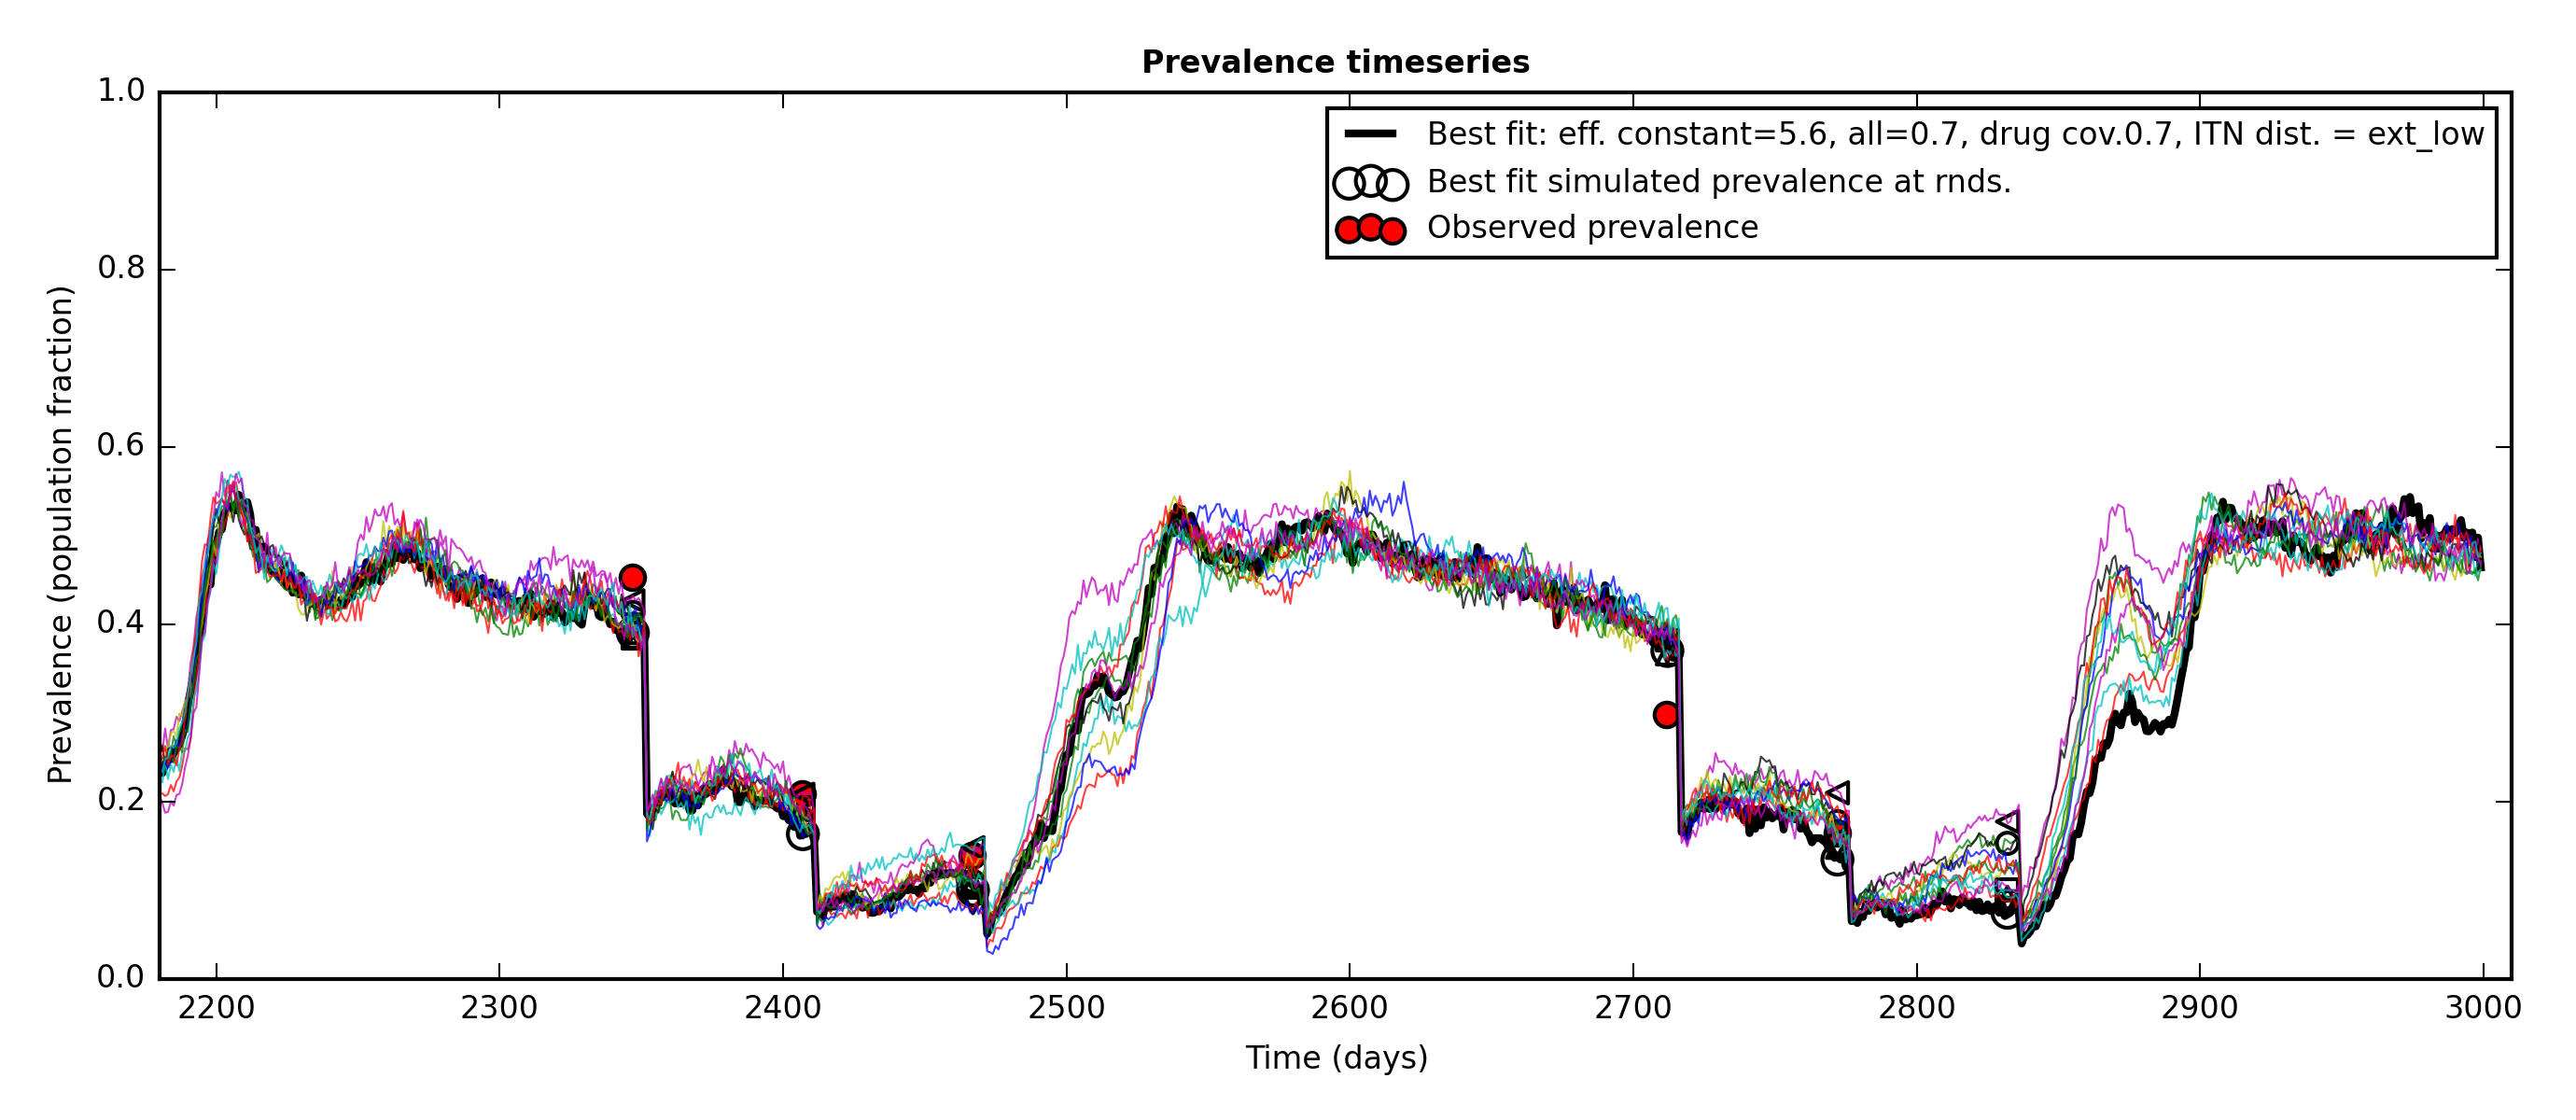 Prevalence timeseries
1.0
0.8
0.6
0.4
0.2
0.0
Prevalence (population fraction)
Best fit: eff. constant=5.6, all=0.7, drug cov.0.7, ITN dist. = ext_low
Best fit simulated prevalence at rnds.
Observed prevalence
2200 2300 2400 2500 2600 2700 2800 2900 3000
Time (days)